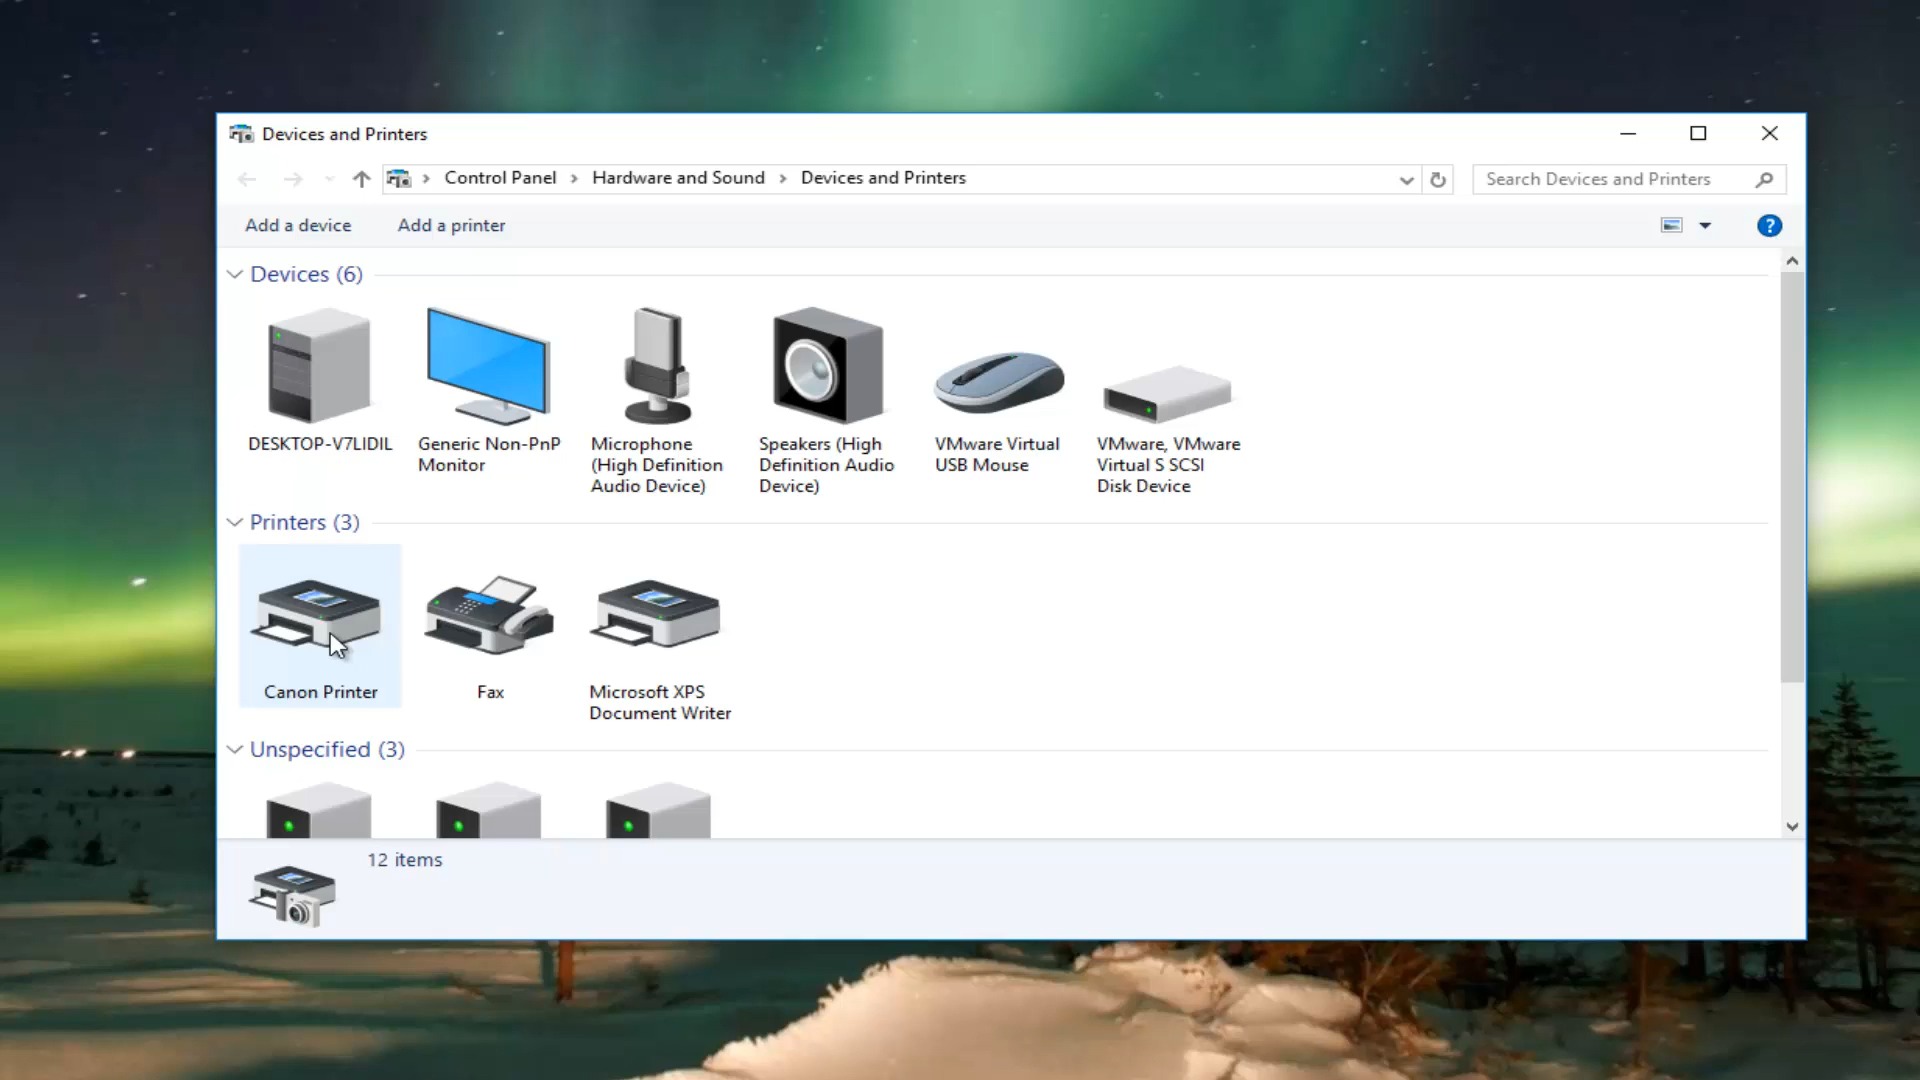 Devices and Printers
Control Panel > Hardware and Sound > Devices and Printers
Search Devices and Printers
Add a device
Add a printer
?
Devices (6)
DESKTOP-V7LIDIL
Generic Non-PnP
Monitor
Microphone
(High Definition
Audio Device)
Speakers (High
Definition Audio
Device)
VMware Virtual
USB Mouse
VMware, VMware
Virtual S SCSI
Disk Device
Printers (3)
Canon Printer
Fax
Microsoft XPS
Document Writer
Unspecified (3)
12 items